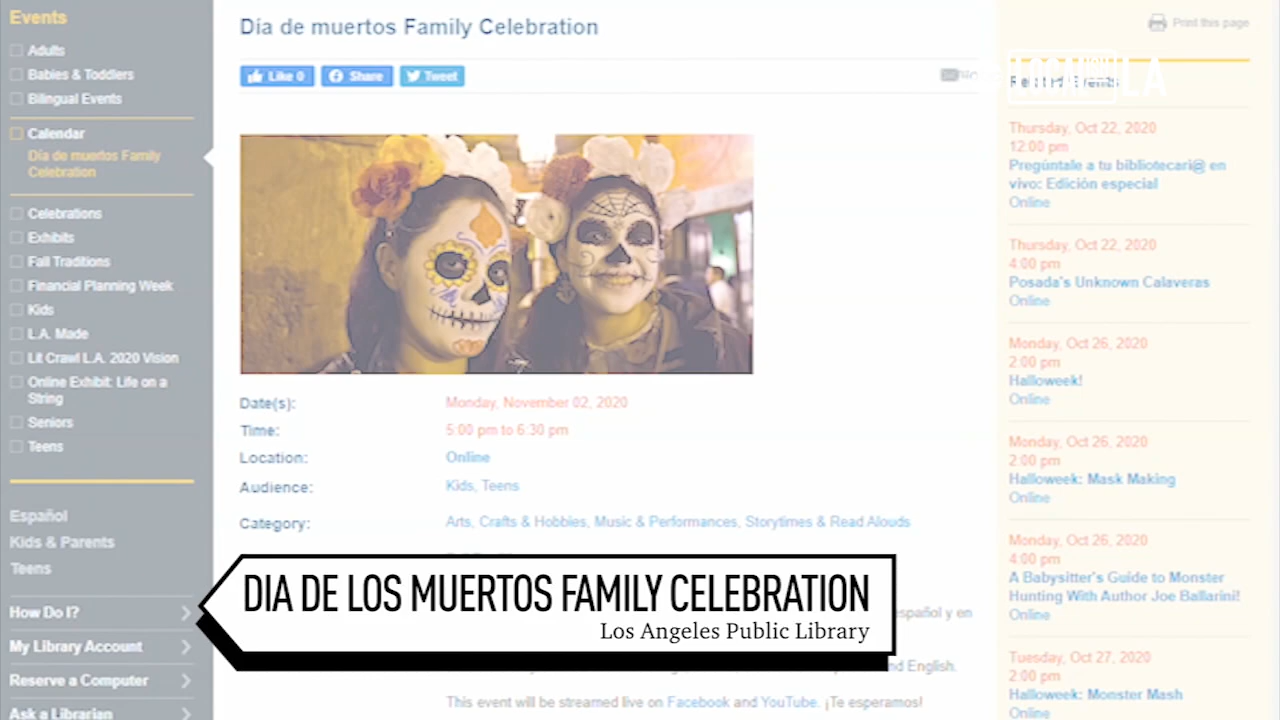 Events
Adults
Babies & Toddlers
Bilingual Events
Calendar
Día de muertos Family
Celebration
Celebrations
Exhibits
Fall Traditions
Financial Planning Week
Kids
L.A. Made
Lit Crawl L.A. 2020 Vision
Online Exhibit: Life on a
String
Seniors
Teens
Español
Kids & Parents
Teens
How Do I?
My Library Account
Reserve a Computer
Ask a Librarian
Día de muertos Family Celebration
Like 0
Share
Tweet
Date(s): Monday, November 02, 2020
Time: 5:00 pm to 6:30 pm
Location: Online
Audience: Kids, Teens
Category: Arts, Crafts & Hobbies, Music & Performances, Storytimes & Read Alouds
español y en
DIA DE LOS MUERTOS FAMILY CELEBRATION
Los Angeles Public Library
English.
This event will be streamed live on Facebook and YouTube. ¡Te esperamos!
Print this page
LA
Events
Thursday, Oct 22, 2020
12:00 pm
Pregúntale a tu bibliotecari@ en
vivo: Edición especial
Online
Thursday, Oct 22, 2020
4:00 pm
Posada's Unknown Calaveras
Online
Monday, Oct 26, 2020
2:00 pm
Halloweek!
Online
Monday, Oct 26, 2020
2:00 pm
Halloweek: Mask Making
Online
Monday, Oct 26, 2020
4:00 pm
A Babysitter's Guide to Monster
Hunting With Author Joe Ballarini!
Online
Tuesday, Oct 27, 2020
2:00 pm
Halloweek: Monster Mash
Online